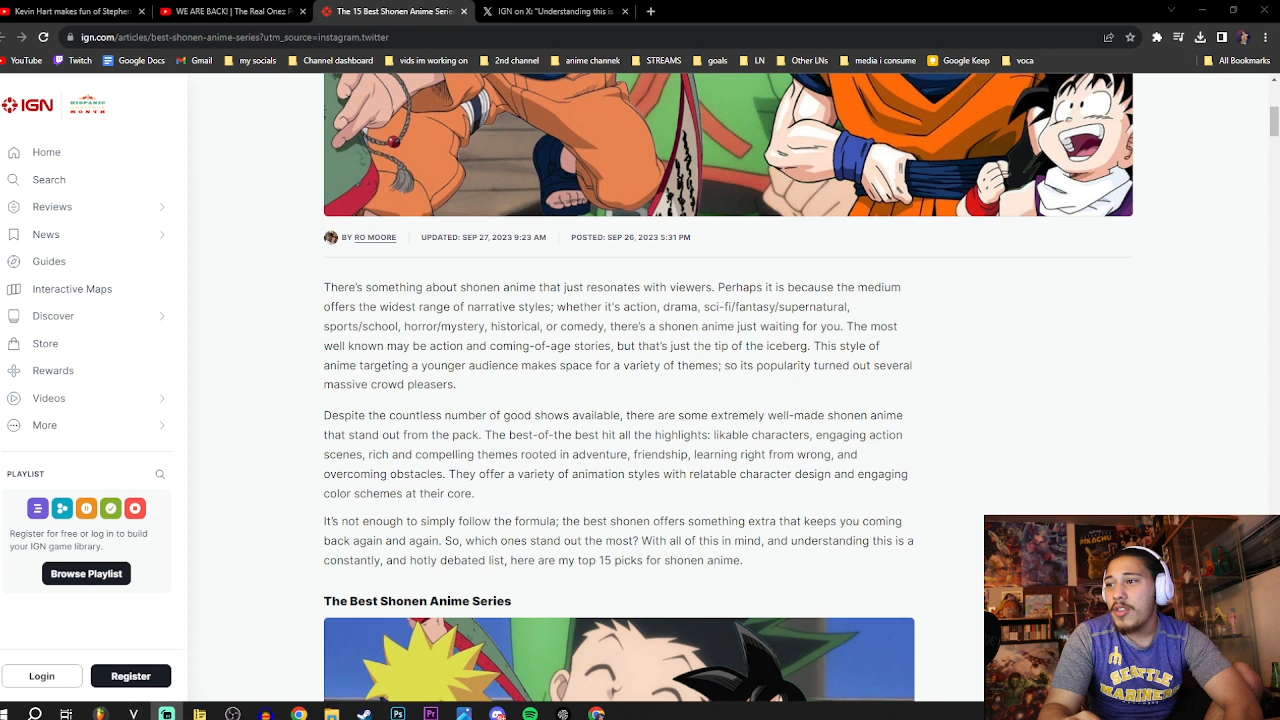 Kevin Hart makes fun of Stephen
WE ARE BACK! | The Real Onez P
The 15 Best Shonen Anime Series
IGN on X: "Understanding this is
ign.com/articles/best-shonen-anime-series?utm_source=instagram.twitter
YouTube
Twitch
Google Docs
Gmail
my socials
Channel dashboard
vids im working on
2nd channel
anime channek
STREAMS
goals
LN
Other LNs
media i consume
Google Keep
voca
All Bookmarks
IGN
HISPANIC
MONTH
Home
Search
Reviews
News
Guides
Interactive Maps
Discover
Store
Rewards
Videos
More
PLAYLIST
Register for free or log in to build
your IGN game library.
Browse Playlist
Login
Register
BY RO MOORE
UPDATED: SEP 27, 2023 9:23 AM
POSTED: SEP 26, 2023 5:31 PM
There's something about shonen anime that just resonates with viewers. Perhaps it is because the medium
offers the widest range of narrative styles; whether it's action, drama, sci-fi/fantasy/supernatural,
sports/school, horror/mystery, historical, or comedy, there's a shonen anime just waiting for you. The most
well known may be action and coming-of-age stories, but that's just the tip of the iceberg. This style of
anime targeting a younger audience makes space for a variety of themes; so its popularity turned out several
massive crowd pleasers.
Despite the countless number of good shows available, there are some extremely well-made shonen anime
that stand out from the pack. The best-of-the best hit all the highlights: likable characters, engaging action
scenes, rich and compelling themes rooted in adventure, friendship, learning right from wrong, and
overcoming obstacles. They offer a variety of animation styles with relatable character design and engaging
color schemes at their core.
It's not enough to simply follow the formula; the best shonen offers something extra that keeps you coming
back again and again. So, which ones stand out the most? With all of this in mind, and understanding this is a
constantly, and hotly debated list, here are my top 15 picks for shonen anime.
The Best Shonen Anime Series
PIKACHU
SEATTLE
MARINERS